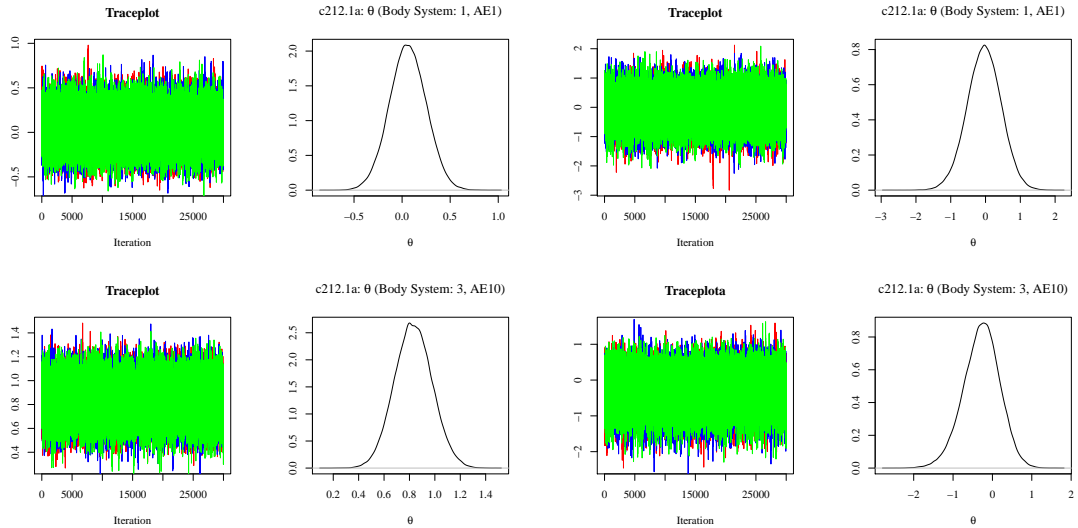 Traceplot
1.0
0.5
0.0
−0.5
0 5000 15000 25000
Iteration
c212.1a: θ (Body System: 1, AE1)
2.0
1.5
1.0
0.5
0.0
−0.5 0.0 0.5 1.0
θ
Traceplot
2
1
0
−1
−2
−3
0 5000 15000 25000
Iteration
c212.1a: θ (Body System: 1, AE1)
0.8
0.6
0.4
0.2
0.0
−3 −2 −1 0 1 2
θ
Traceplot
1.4
1.2
1.0
0.8
0.6
0.4
0 5000 15000 25000
Iteration
c212.1a: θ (Body System: 3, AE10)
2.5
2.0
1.5
1.0
0.5
0.0
0.2 0.4 0.6 0.8 1.0 1.2 1.4
θ
Traceplota
1
0
−1
−2
0 5000 15000 25000
Iteration
c212.1a: θ (Body System: 3, AE10)
0.8
0.6
0.4
0.2
0.0
−2 −1 0 1 2
θ